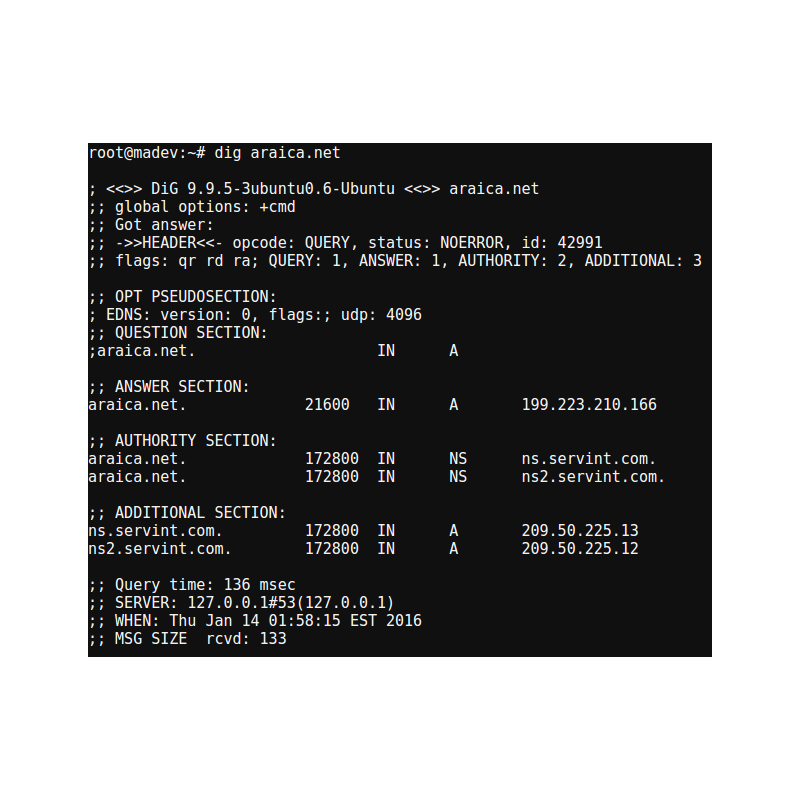 root@madev:~# dig araica.net

; <<>> DiG 9.9.5-3ubuntu0.6-Ubuntu <<>> araica.net
;; global options: +cmd
;; Got answer:
;; ->>HEADER<<- opcode: QUERY, status: NOERROR, id: 42991
;; flags: qr rd ra; QUERY: 1, ANSWER: 1, AUTHORITY: 2, ADDITIONAL: 3

;; OPT PSEUDOSECTION:
; EDNS: version: 0, flags:; udp: 4096
;; QUESTION SECTION:
;araica.net.                    IN      A

;; ANSWER SECTION:
araica.net.             21600   IN      A       199.223.210.166

;; AUTHORITY SECTION:
araica.net.             172800  IN      NS      ns.servint.com.
araica.net.             172800  IN      NS      ns2.servint.com.

;; ADDITIONAL SECTION:
ns.servint.com.         172800  IN      A       209.50.225.13
ns2.servint.com.        172800  IN      A       209.50.225.12

;; Query time: 136 msec
;; SERVER: 127.0.0.1#53(127.0.0.1)
;; WHEN: Thu Jan 14 01:58:15 EST 2016
;; MSG SIZE  rcvd: 133